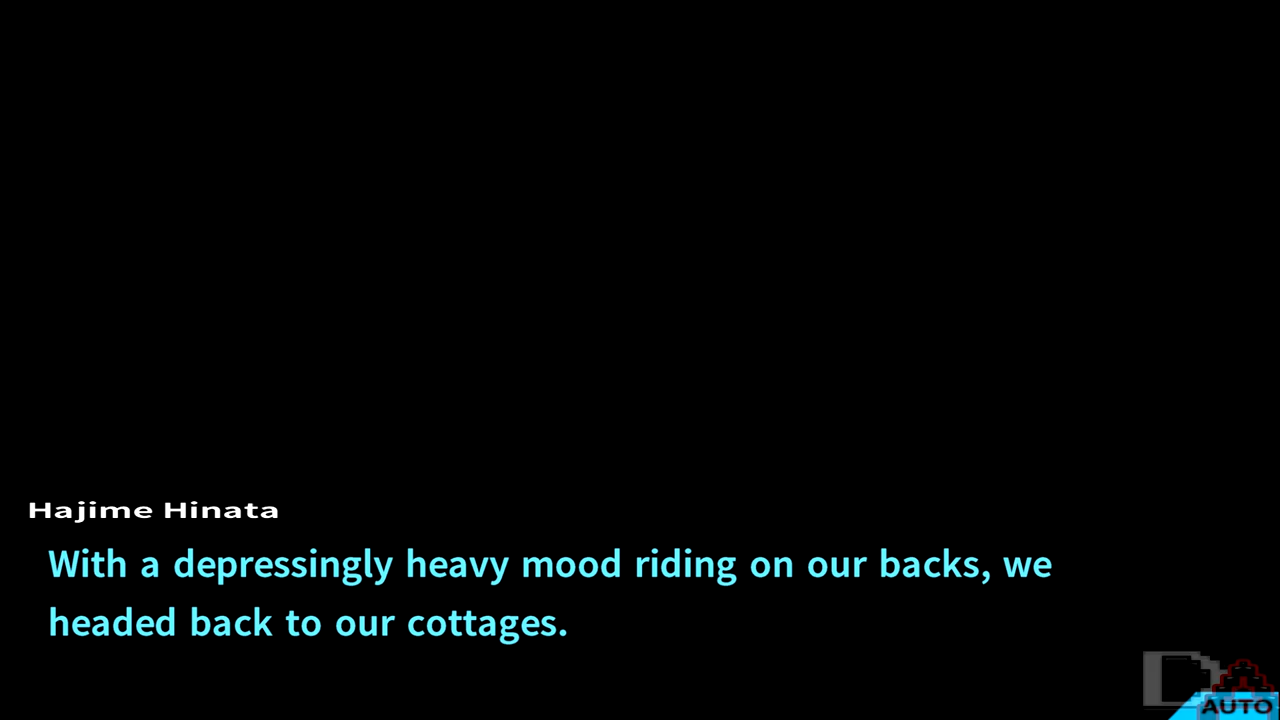 Hajime Hinata
With a depressingly heavy mood riding on our backs, we
headed back to our cottages.
AUTO